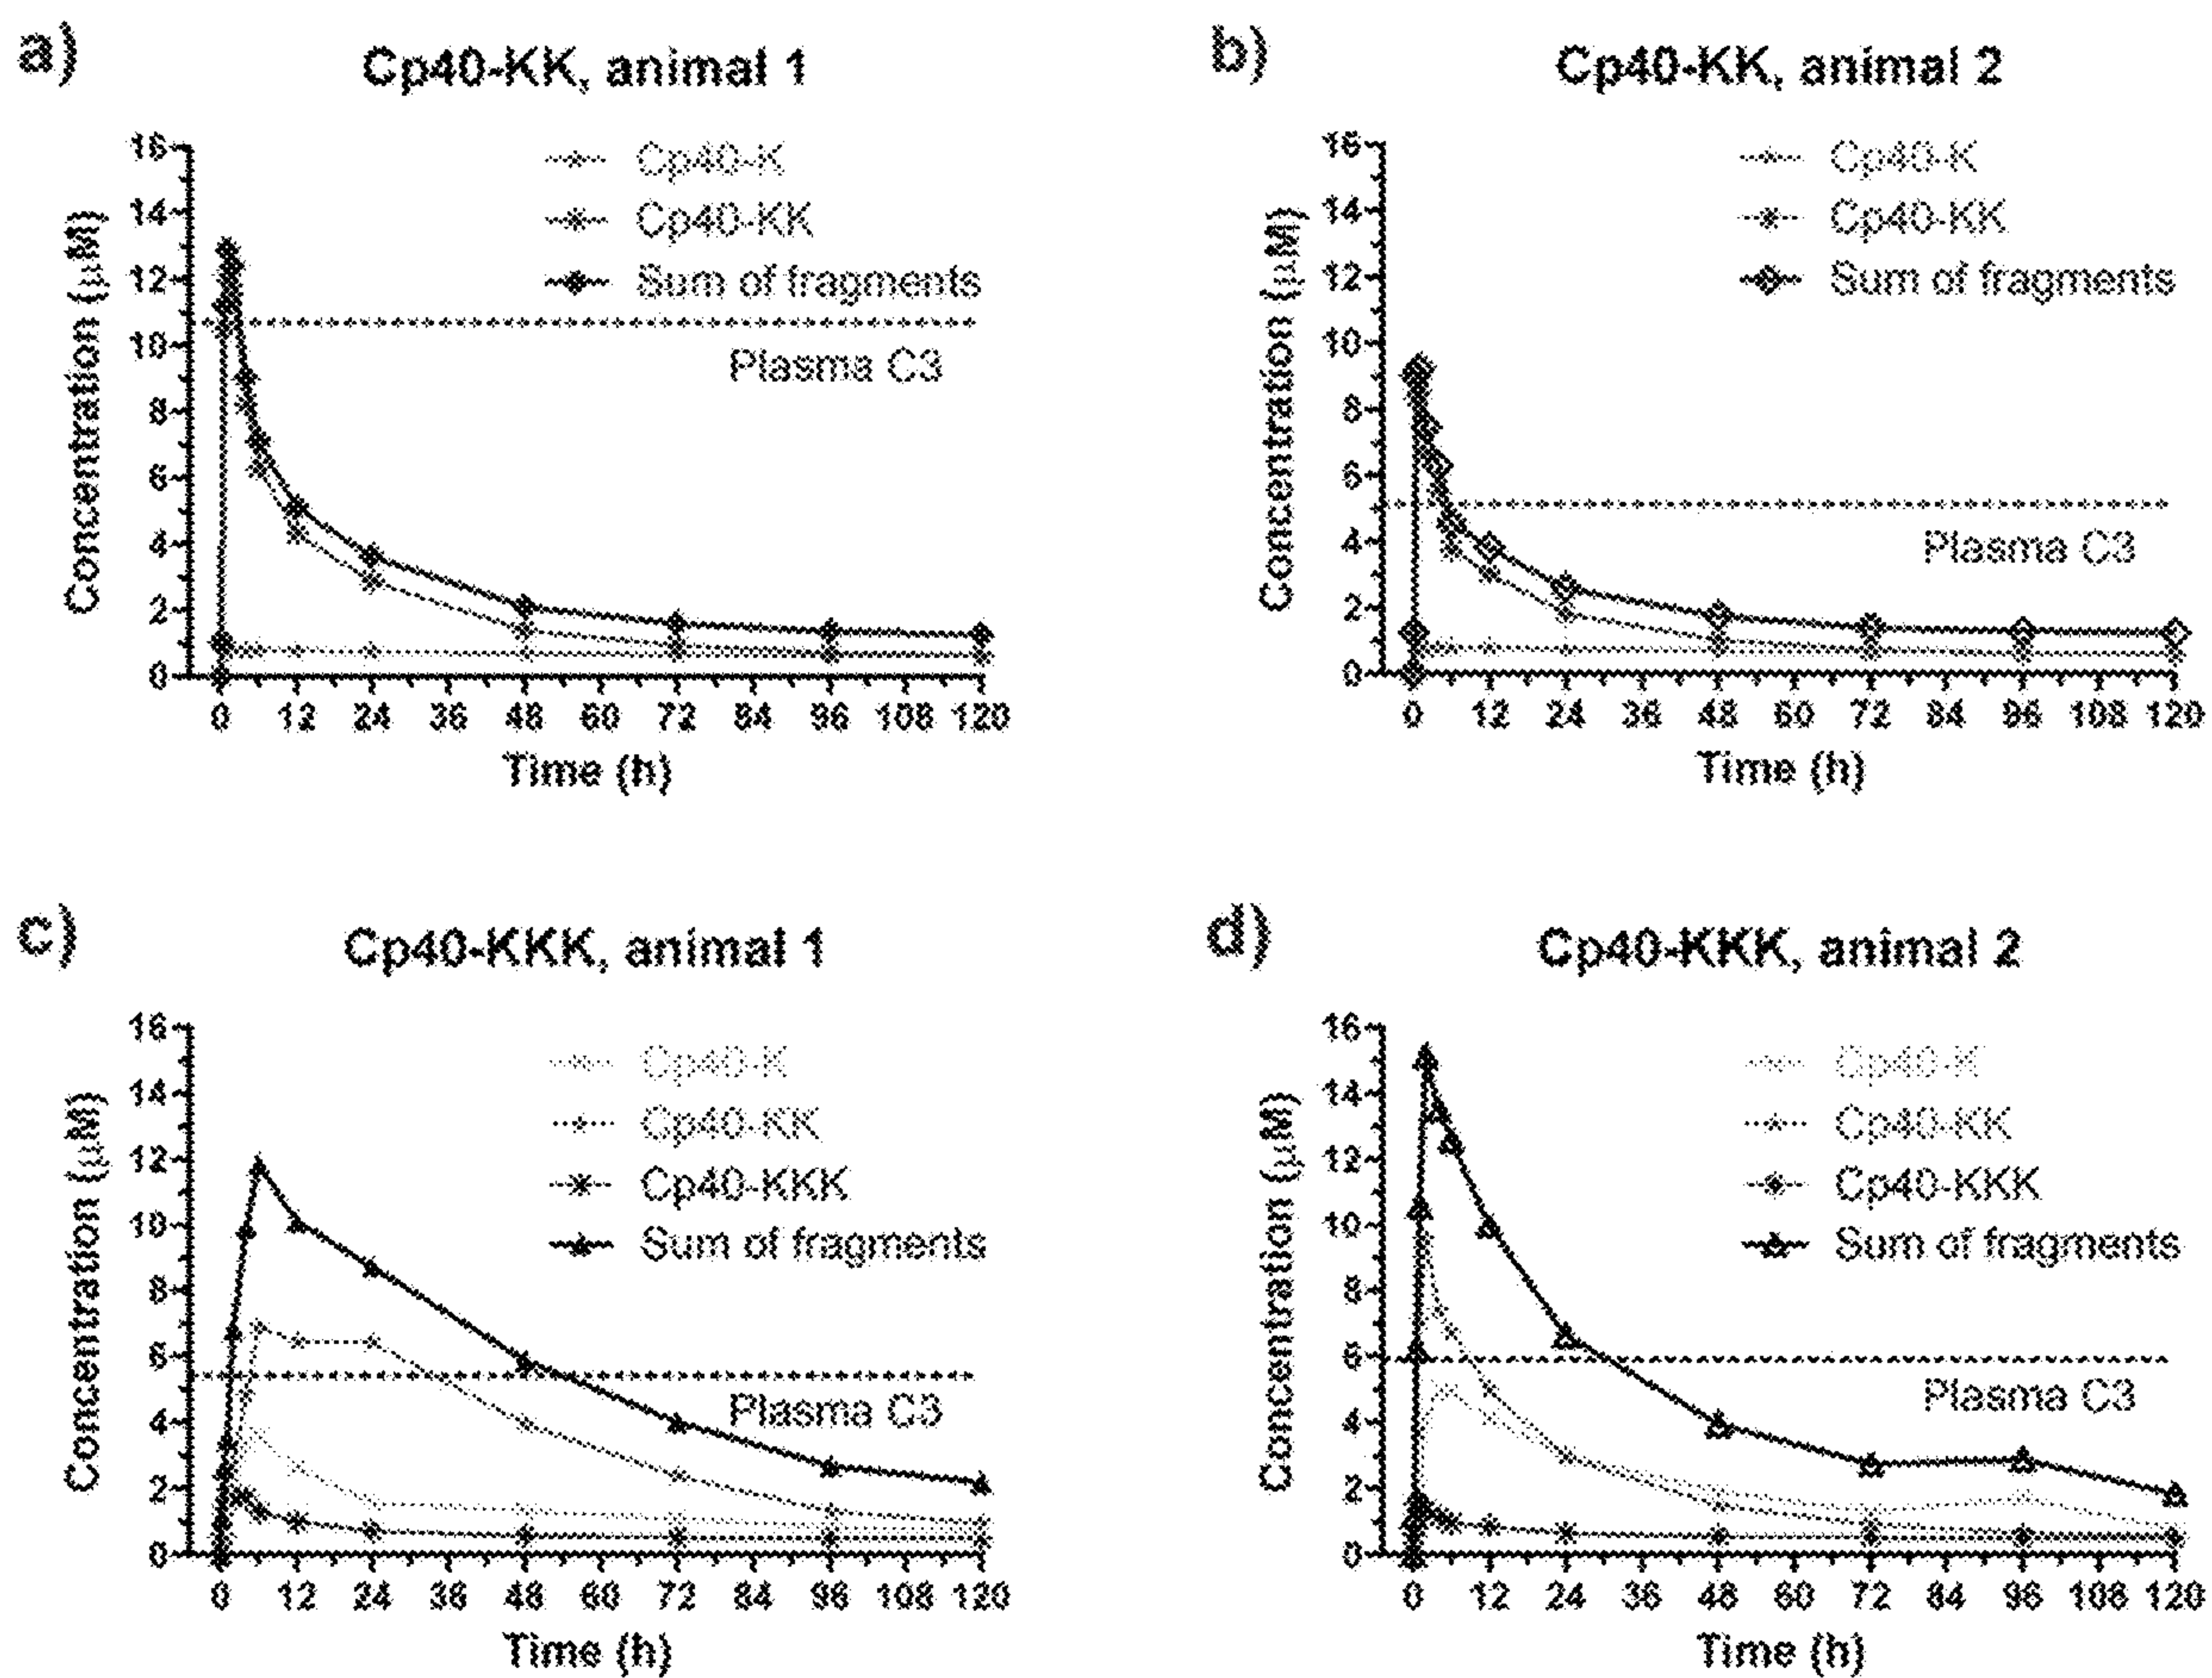 a)
Cp40-KK, animal 1
Cp40-K
Cp40-KK
Sum of fragments
Plasma C3
Concentration (μM)
16
14
12
10
8
6
4
2
0
0 12 24 36 48 60 72 84 96 108 120
Time (h)
b)
Cp40-KK, animal 2
Cp40-K
Cp40-KK
Sum of fragments
Plasma C3
Concentration (μM)
16
14
12
10
8
6
4
2
0
0 12 24 36 48 60 72 84 96 108 120
Time (h)
c)
Cp40-KKK, animal 1
Cp40-K
Cp40-KK
Cp40-KKK
Sum of fragments
Plasma C3
Concentration (μM)
16
14
12
10
8
6
4
2
0
0 12 24 36 48 60 72 84 96 108 120
Time (h)
d)
Cp40-KKK, animal 2
Cp40-K
Cp40-KK
Cp40-KKK
Sum of fragments
Plasma C3
Concentration (μM)
16
14
12
10
8
6
4
2
0
0 12 24 36 48 60 72 84 96 108 120
Time (h)